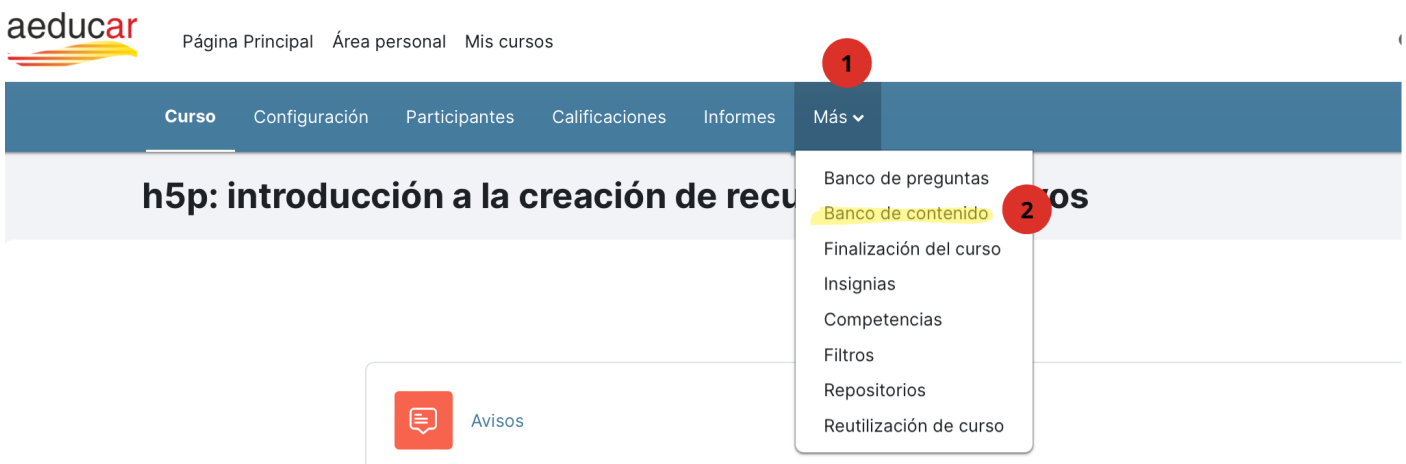 aeducar
Página Principal Área personal Mis cursos
1
Curso Configuración Participantes Calificaciones Informes Más
h5p: introducción a la creación de recu vos
Banco de preguntas
Banco de contenido 2
Finalización del curso
Insignias
Competencias
Filtros
Repositorios
Reutilización de curso
Avisos